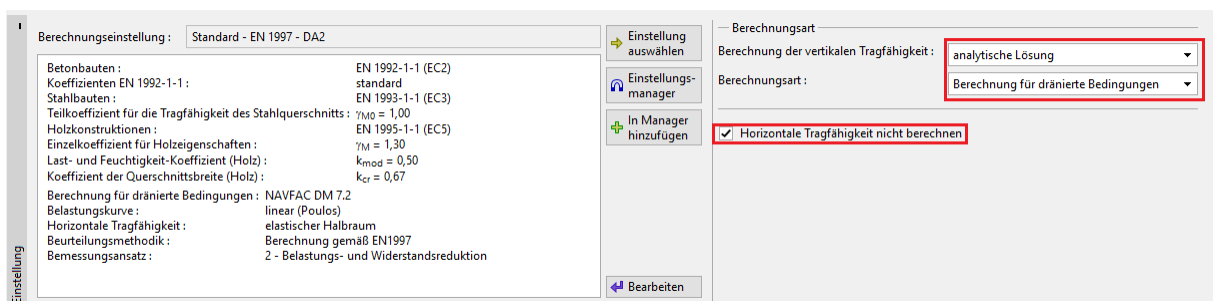 Berechnungseinstellung : Standard - EN 1997 - DA2
Betonbauten : EN 1992-1-1 (EC2)
Koeffizienten EN 1992-1-1 : standard
Stahlbauten : EN 1993-1-1 (EC3)
Teilkoeffizient für die Tragfähigkeit des Stahlquerschnitts : γM0 = 1,00
Holzkonstruktionen : EN 1995-1-1 (EC5)
Einzelkoeffizient für Holzeigenschaften : γM = 1,30
Last- und Feuchtigkeit-Koeffizient (Holz) : kmod = 0,50
Koeffizient der Querschnittsbreite (Holz) : kcr = 0,67
Berechnung für dränierte Bedingungen : NAVFAC DM 7.2
Belastungskurve : linear (Poulos)
Horizontale Tragfähigkeit : elastischer Halbraum
Beurteilungsmethodik : Berechnung gemäß EN1997
Bemessungsansatz : 2 - Belastungs- und Widerstandsreduktion
Einstellung
auswählen
Einstellungs-
manager
In Manager
hinzufügen
Bearbeiten
Berechnungsart
Berechnung der vertikalen Tragfähigkeit : analytische Lösung
Berechnungsart : Berechnung für dränierte Bedingungen
Horizontale Tragfähigkeit nicht berechnen
Einstellung